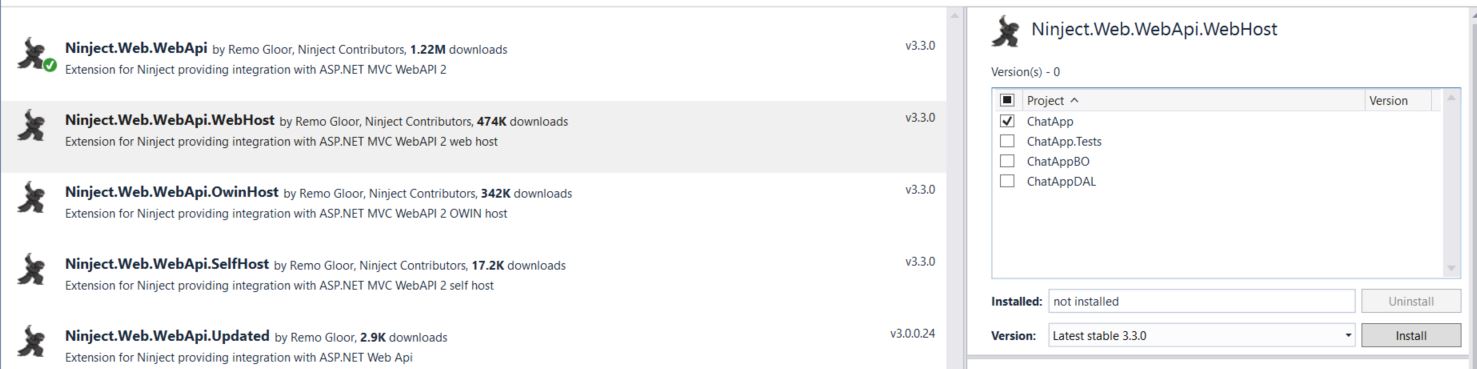 Ninject.Web.WebApi by Remo Gloor, Ninject Contributors, 1.22M downloads v3.3.0
Extension for Ninject providing integration with ASP.NET MVC WebAPI 2
Ninject.Web.WebApi.WebHost by Remo Gloor, Ninject Contributors, 474K downloads v3.3.0
Extension for Ninject providing integration with ASP.NET MVC WebAPI 2 web host
Ninject.Web.WebApi.OwinHost by Remo Gloor, Ninject Contributors, 342K downloads v3.3.0
Extension for Ninject providing integration with ASP.NET MVC WebAPI 2 OWIN host
Ninject.Web.WebApi.SelfHost by Remo Gloor, Ninject Contributors, 17.2K downloads v3.3.0
Extension for Ninject providing integration with ASP.NET MVC WebAPI 2 self host
Ninject.Web.WebApi.Updated by Remo Gloor, 2.9K downloads v3.0.0.24
Extension for Ninject providing integration with ASP.NET Web Api
Ninject.Web.WebApi.WebHost
Version(s) - 0
Project Version
ChatApp
ChatApp.Tests
ChatAppBO
ChatAppDAL
Installed: not installed Uninstall
Version: Latest stable 3.3.0 Install